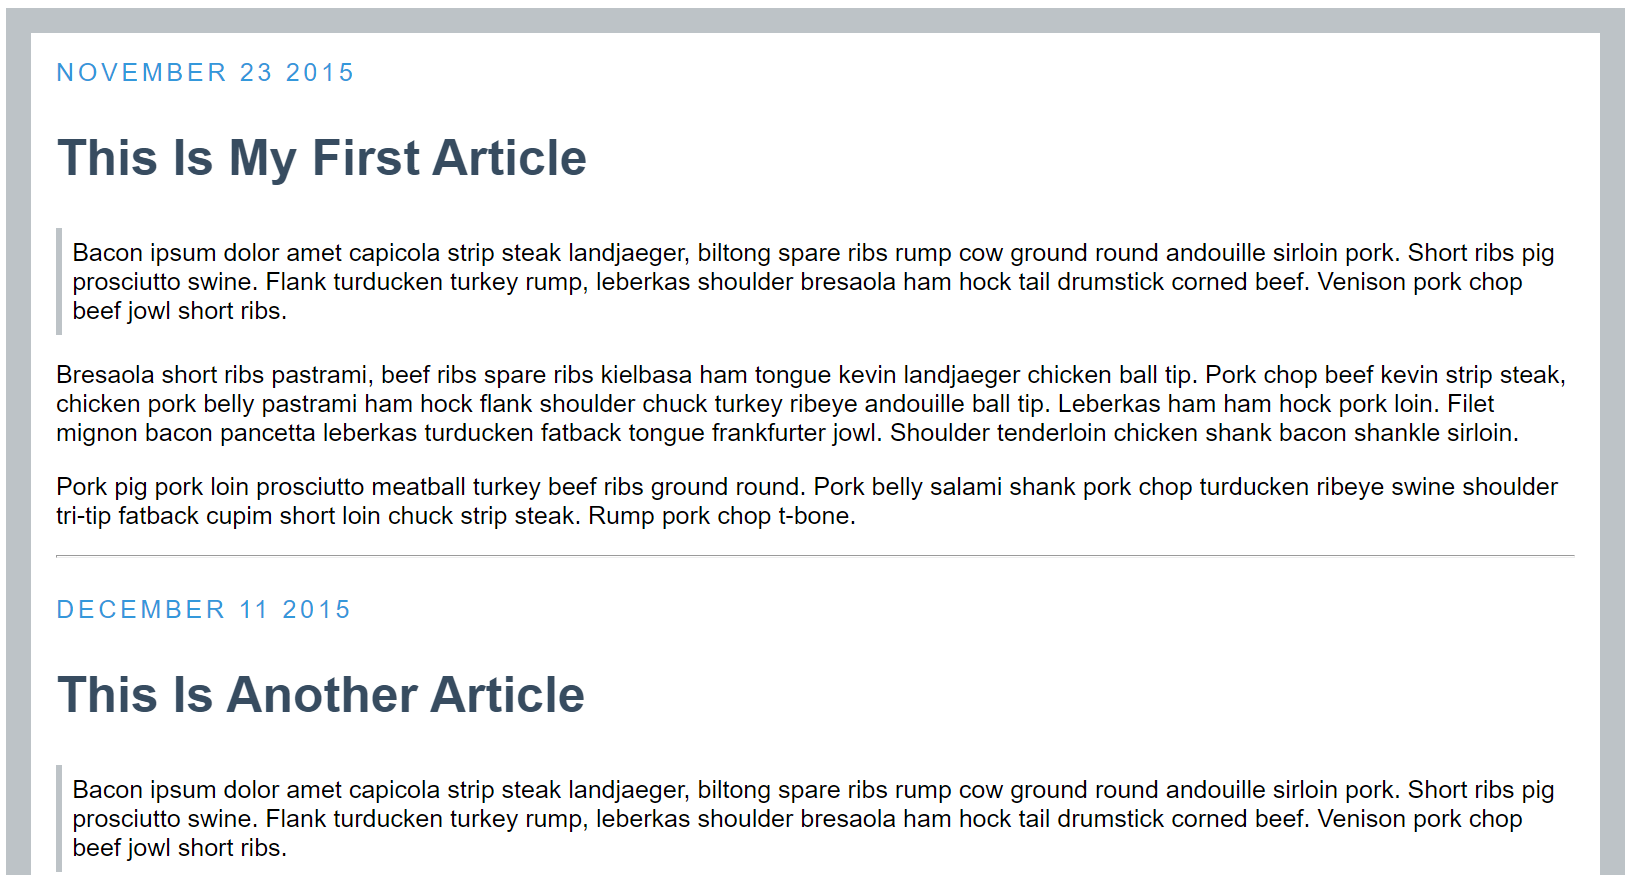 NOVEMBER 23 2015
This Is My First Article
Bacon ipsum dolor amet capicola strip steak landjaeger, biltong spare ribs rump cow ground round andouille sirloin pork. Short ribs pig
prosciutto swine. Flank turducken turkey rump, leberkas shoulder bresaola ham hock tail drumstick corned beef. Venison pork chop
beef jowl short ribs.
Bresaola short ribs pastrami, beef ribs spare ribs kielbasa ham tongue kevin landjaeger chicken ball tip. Pork chop beef kevin strip steak,
chicken pork belly pastrami ham hock flank shoulder chuck turkey ribeye andouille ball tip. Leberkas ham ham hock pork loin. Filet
mignon bacon pancetta leberkas turducken fatback tongue frankfurter jowl. Shoulder tenderloin chicken shank bacon shankle sirloin.
Pork pig pork loin prosciutto meatball turkey beef ribs ground round. Pork belly salami shank pork chop turducken ribeye swine shoulder
tri-tip fatback cupim short loin chuck strip steak. Rump pork chop t-bone.
DECEMBER 11 2015
This Is Another Article
Bacon ipsum dolor amet capicola strip steak landjaeger, biltong spare ribs rump cow ground round andouille sirloin pork. Short ribs pig
prosciutto swine. Flank turducken turkey rump, leberkas shoulder bresaola ham hock tail drumstick corned beef. Venison pork chop
beef jowl short ribs.